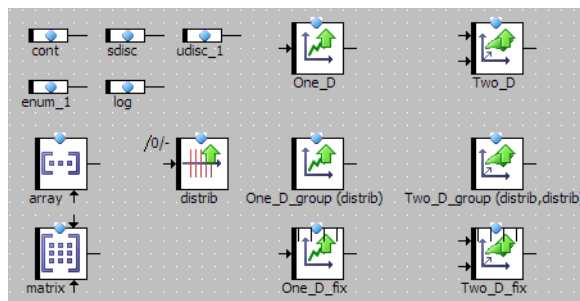 cont sdisc udisc_1
One_D Two_D
enum_1 log
/0/-
array distrib One_D_group (distrib) Two_D_group (distrib,distrib
matrix One_D_fix Two_D_fix